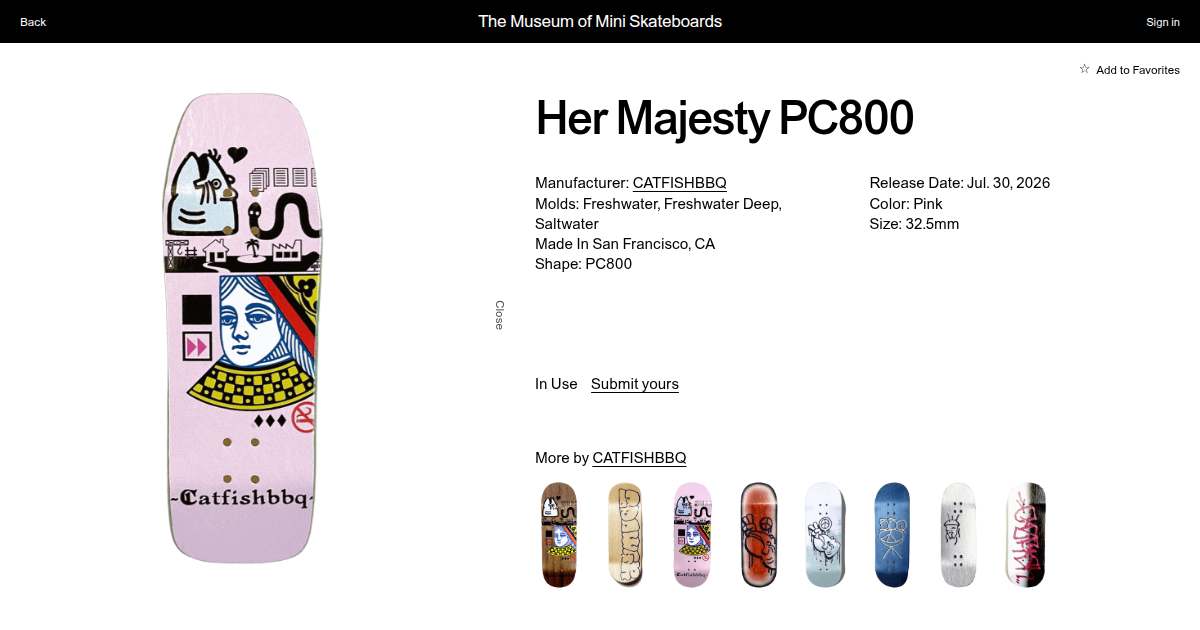 Back
The Museum of Mini Skateboards
Sign in
☆ Add to Favorites
Her Majesty PC800
Manufacturer: CATFISHBBQ
Molds: Freshwater, Freshwater Deep,
Saltwater
Made In San Francisco, CA
Shape: PC800
Release Date: Jul. 30, 2026
Color: Pink
Size: 32.5mm
Close
-Catfishbbq-
In Use
Submit yours
More by CATFISHBBQ